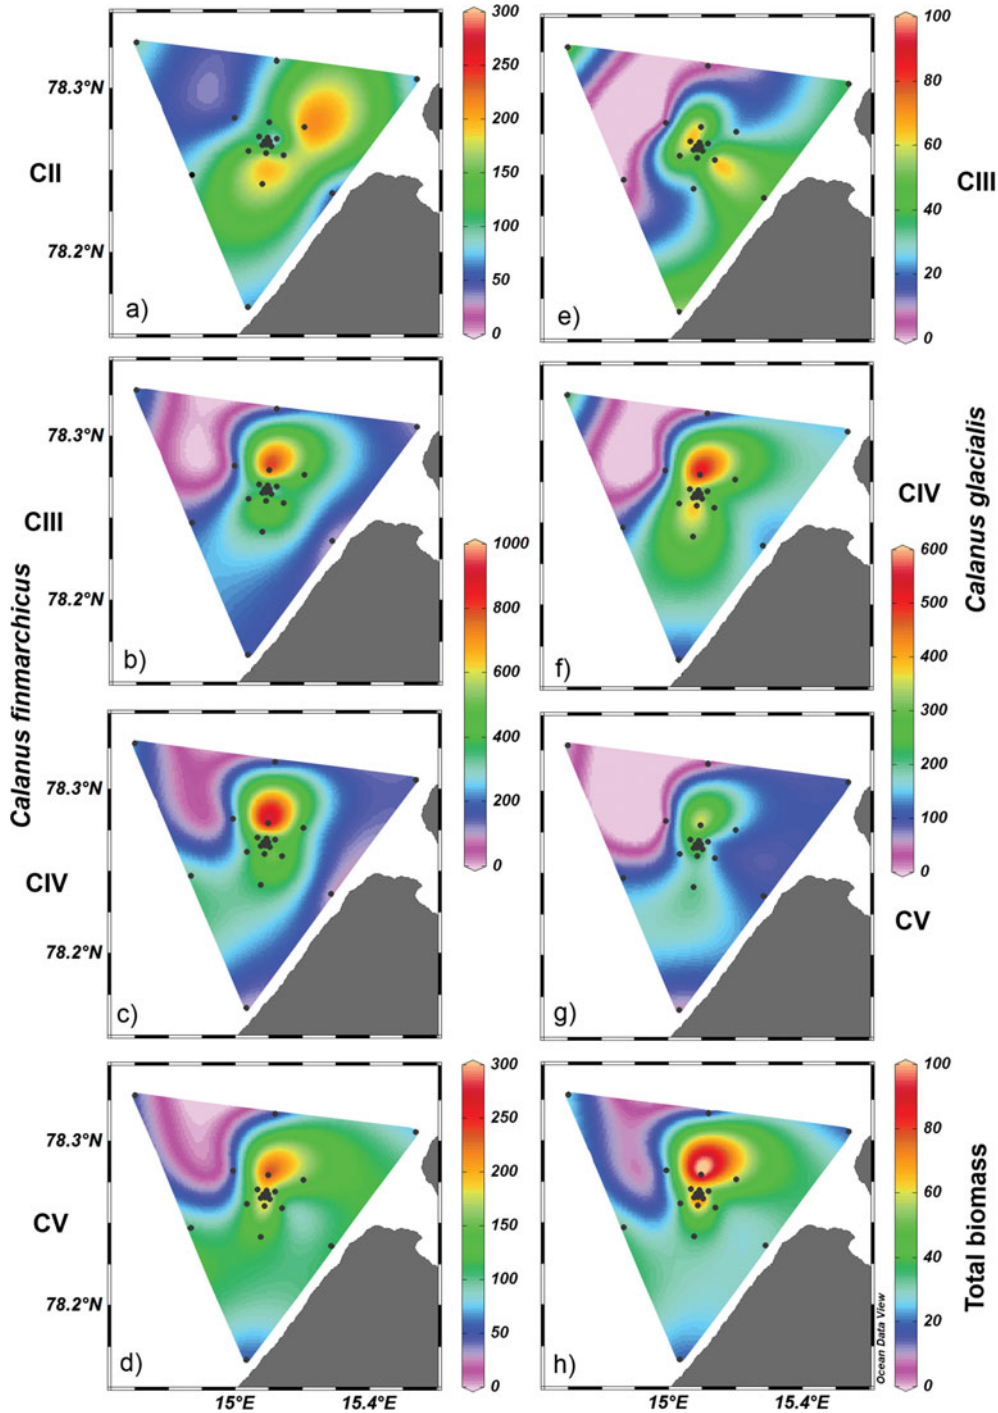 CII
78.3°N
78.2°N
a)
300
250
200
150
100
50
0
e)
100
80
60
40
20
0
CIII
Calanus finmarchicus
CIII
78.3°N
78.2°N
b)
1000
800
600
400
200
0
f)
CIV
Calanus glacialis
600
500
400
300
200
100
0
CIV
78.3°N
78.2°N
c)
g)
CV
CV
78.3°N
78.2°N
d)
15°E
15.4°E
300
250
200
150
100
50
0
h)
15°E
15.4°E
Ocean Data View
100
80
60
40
20
0
Total biomass